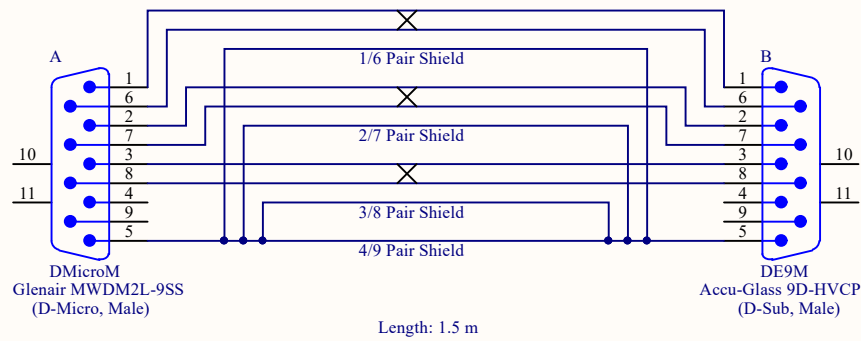 A
B
1/6 Pair Shield
1
1
6
6
2
2
2/7 Pair Shield
7
7
10
3
3
10
8
8
11
4
4
11
3/8 Pair Shield
9
9
5
5
4/9 Pair Shield
DMicroM
Glenair MWDM2L-9SS
(D-Micro, Male)
DE9M
Accu-Glass 9D-HVCP
(D-Sub, Male)
Length: 1.5 m